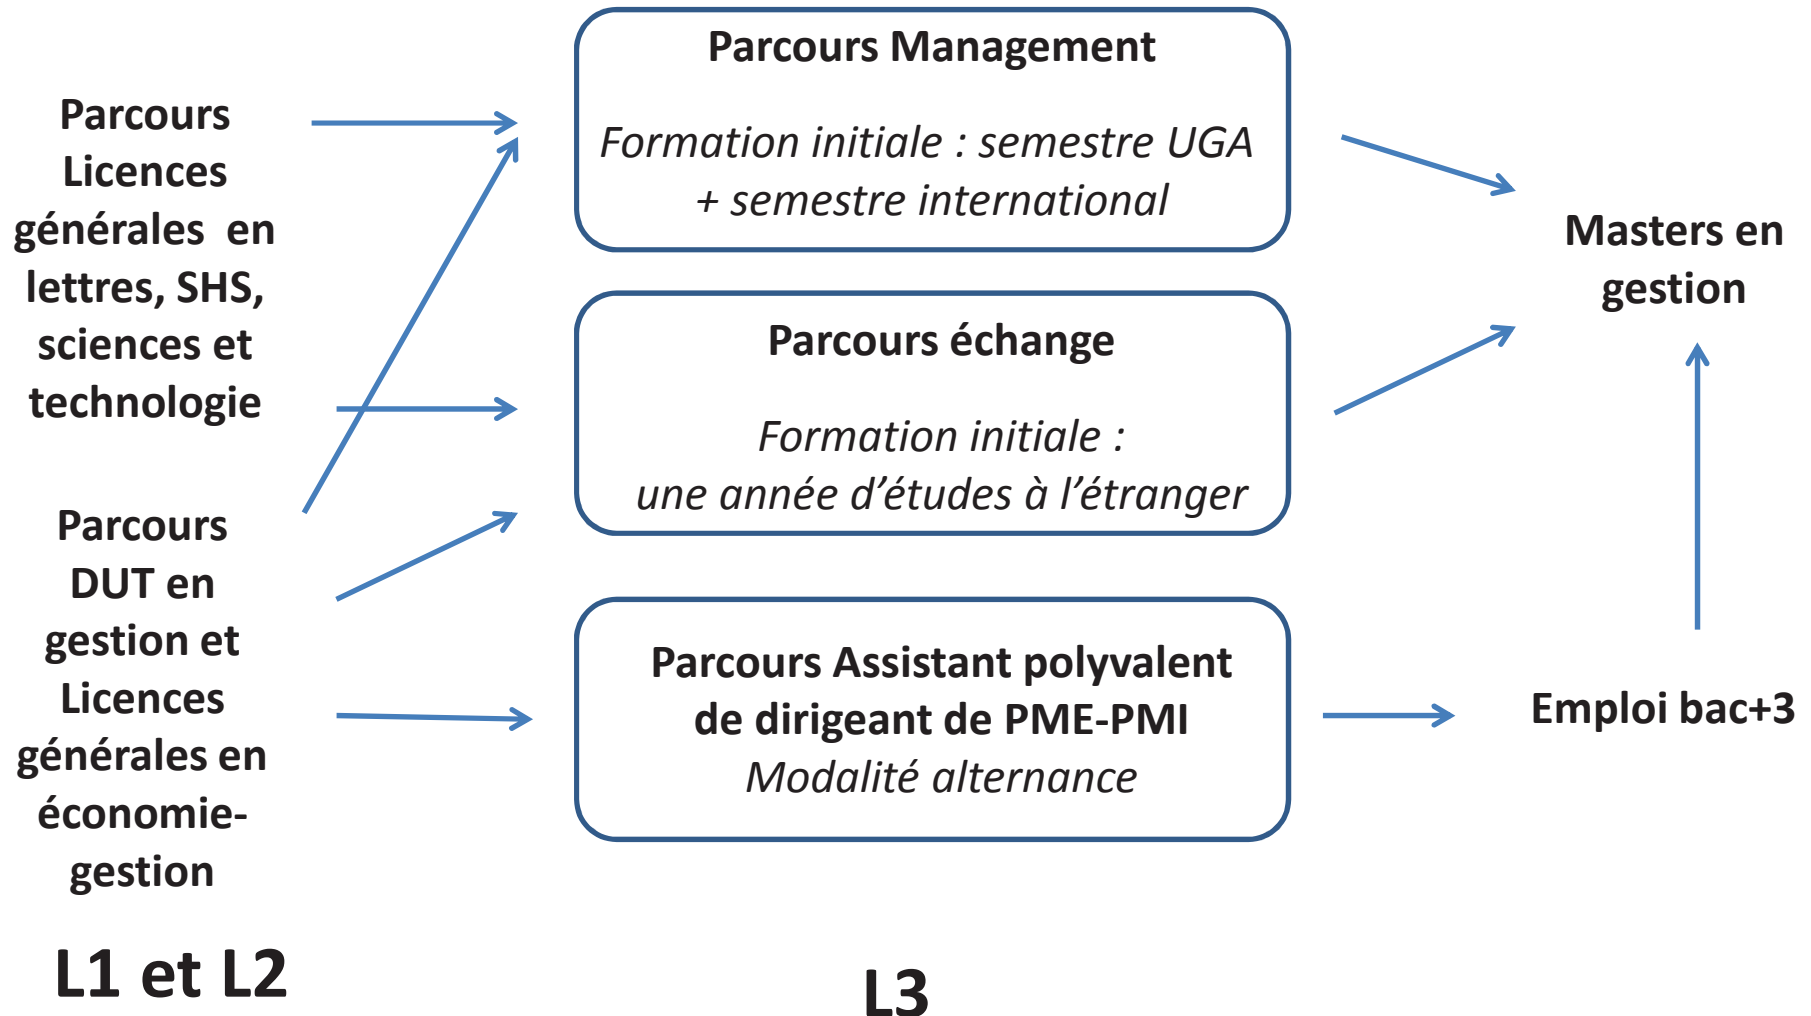 Parcours
Licences
générales en
lettres, SHS,
sciences et
technologie
Parcours
DUT en
gestion et
Licences
générales en
économie-
gestion
L1 et L2
Parcours Management
Formation initiale : semestre UGA
+ semestre international
Parcours échange
Formation initiale :
une année d’études à l’étranger
Parcours Assistant polyvalent
de dirigeant de PME-PMI
Modalité alternance
L3
Masters en
gestion
Emploi bac+3